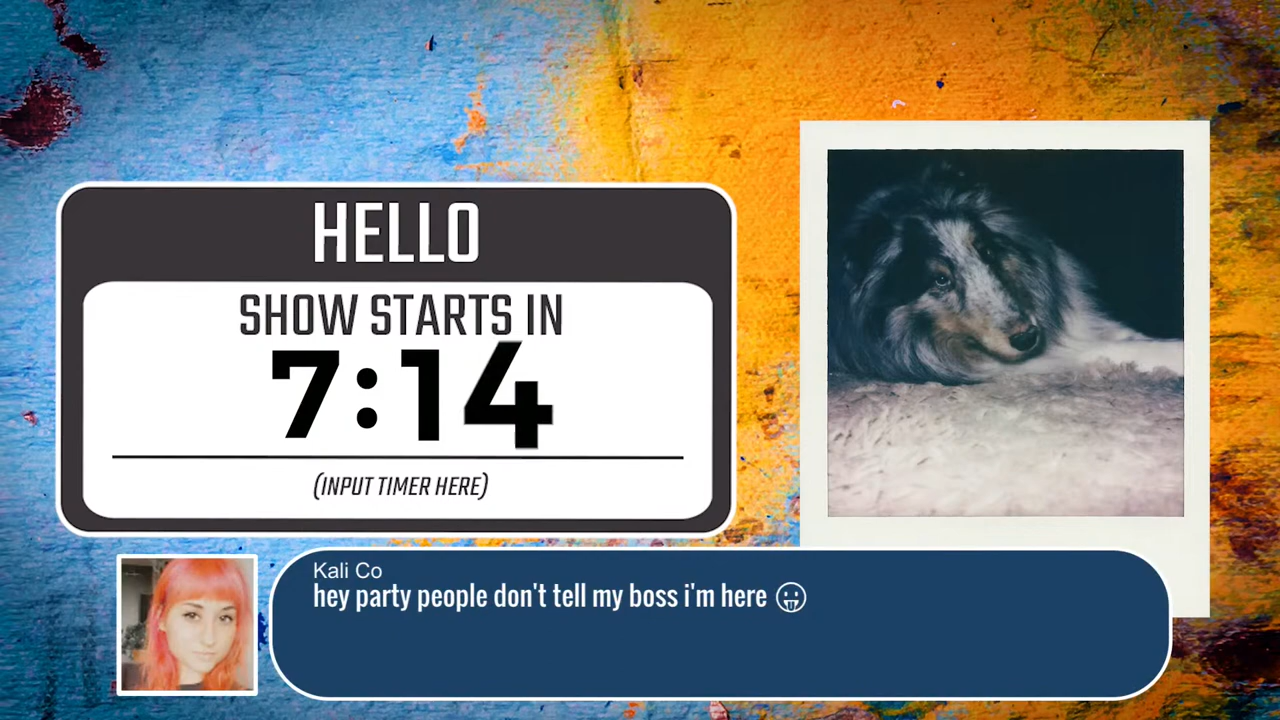 HELLO
SHOW STARTS IN
7:14
(INPUT TIMER HERE)
Kali Co
hey party people don't tell my boss i'm here 😛